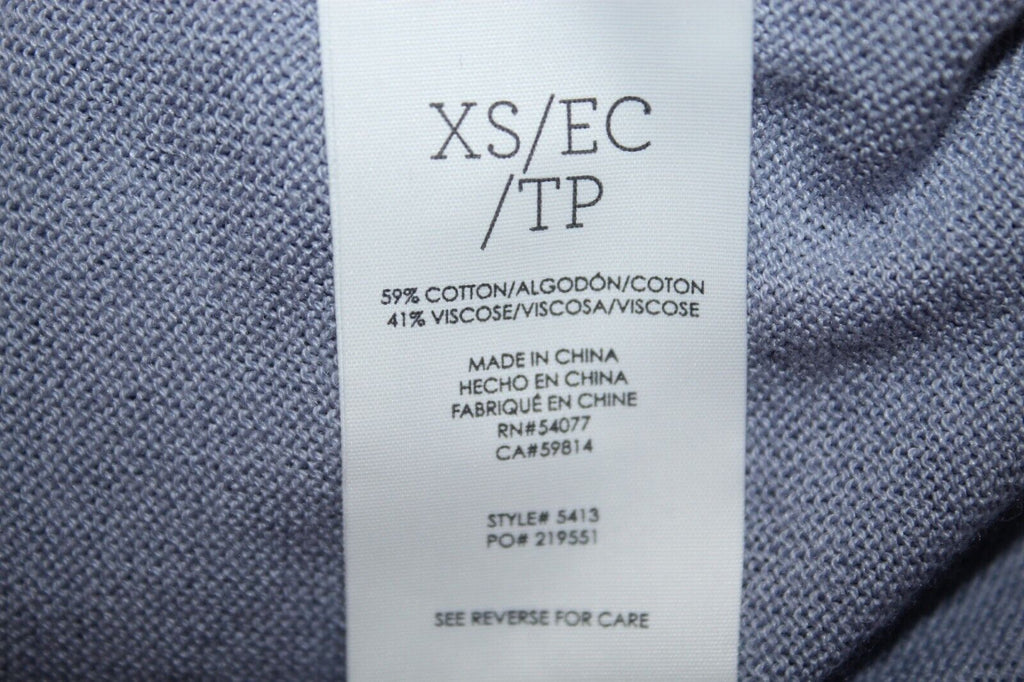 XS/EC
/TP
59% COTTON/ALGODÓN/COTON
41% VISCOSE/VISCOSA/VISCOSE
MADE IN CHINA
HECHO EN CHINA
FABRIQUÉ EN CHINE
RN#54077
CA#59814
STYLE# 5413
PO# 219551
SEE REVERSE FOR CARE